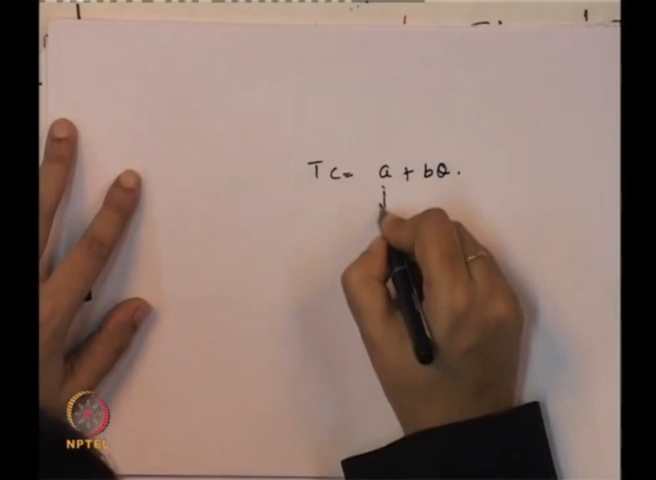 TC= a + bQ.
NPTEL